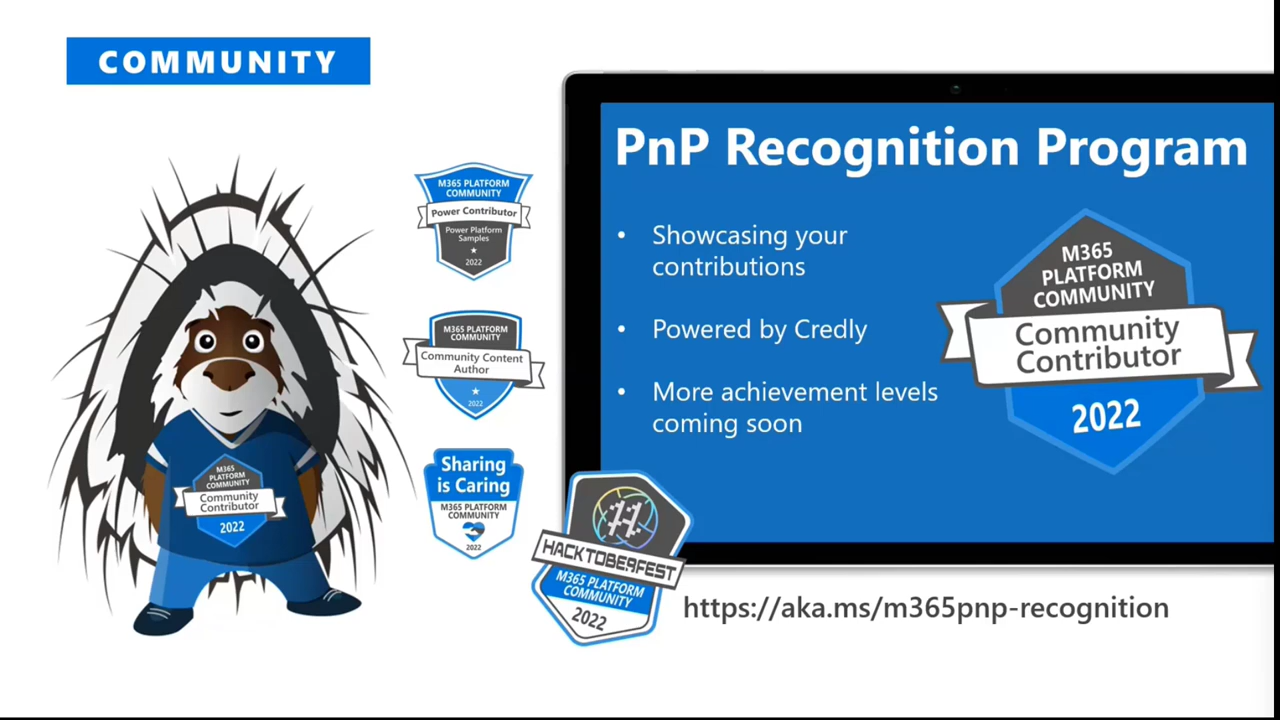 COMMUNITY
PnP Recognition Program
• Showcasing your
contributions
• Powered by Credly
• More achievement levels
coming soon
M365
PLATFORM
COMMUNITY
Community
Contributor
2022
M365 PLATFORM
COMMUNITY
Power Contributor
Power Platform
Samples
2022
M365 PLATFORM
COMMUNITY
Community Content
Author
2022
Sharing
is Caring
M365 PLATFORM
COMMUNITY
2022
M365
PLATFORM
COMMUNITY
Community
Contributor
2022
HACKTOBERFEST
M365 PLATFORM
COMMUNITY
2022
https://aka.ms/m365pnp-recognition